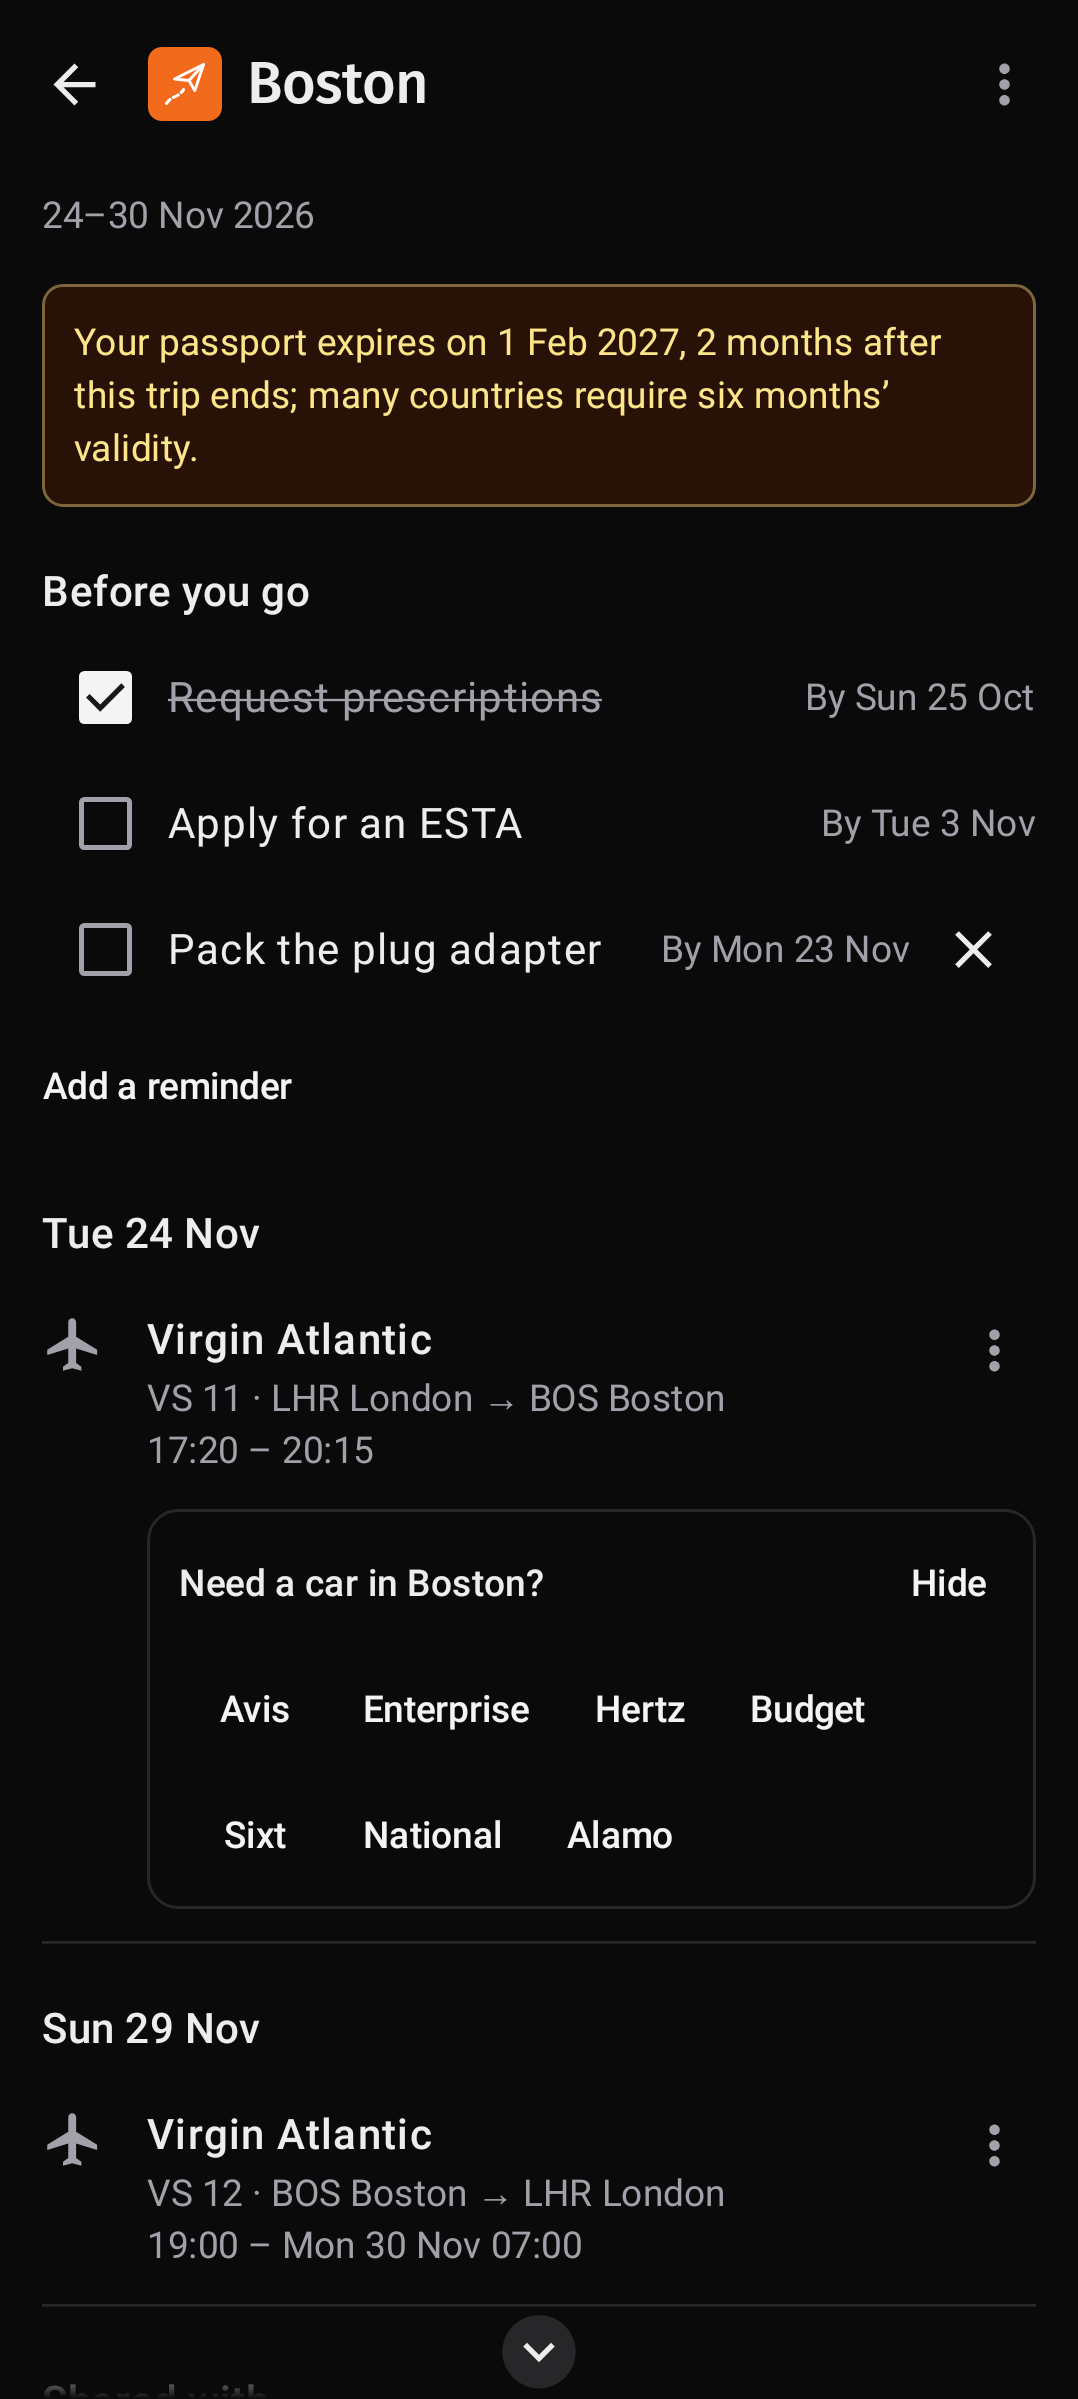 Boston
24–30 Nov 2026
Your passport expires on 1 Feb 2027, 2 months after
this trip ends; many countries require six months’
validity.
Before you go
Request prescriptions By Sun 25 Oct
Apply for an ESTA By Tue 3 Nov
Pack the plug adapter By Mon 23 Nov
Add a reminder
Tue 24 Nov
Virgin Atlantic
VS 11 · LHR London → BOS Boston
17:20 – 20:15
Need a car in Boston? Hide
Avis Enterprise Hertz Budget
Sixt National Alamo
Sun 29 Nov
Virgin Atlantic
VS 12 · BOS Boston → LHR London
19:00 – Mon 30 Nov 07:00
Shared with